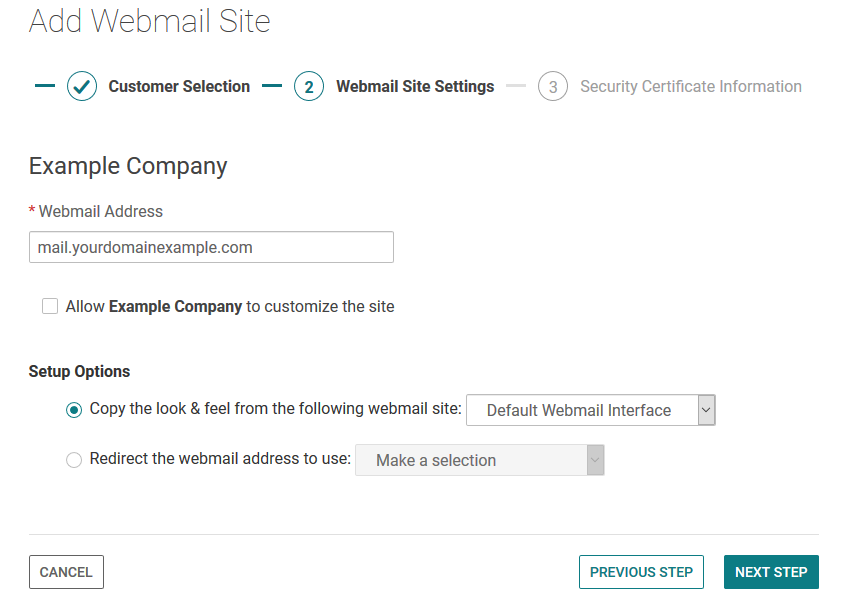 Add Webmail Site
Customer Selection 2 Webmail Site Settings 3 Security Certificate Information
Example Company
* Webmail Address
mail.yourdomainexample.com
Allow Example Company to customize the site
Setup Options
Copy the look & feel from the following webmail site: Default Webmail Interface
Redirect the webmail address to use: Make a selection
CANCEL PREVIOUS STEP NEXT STEP